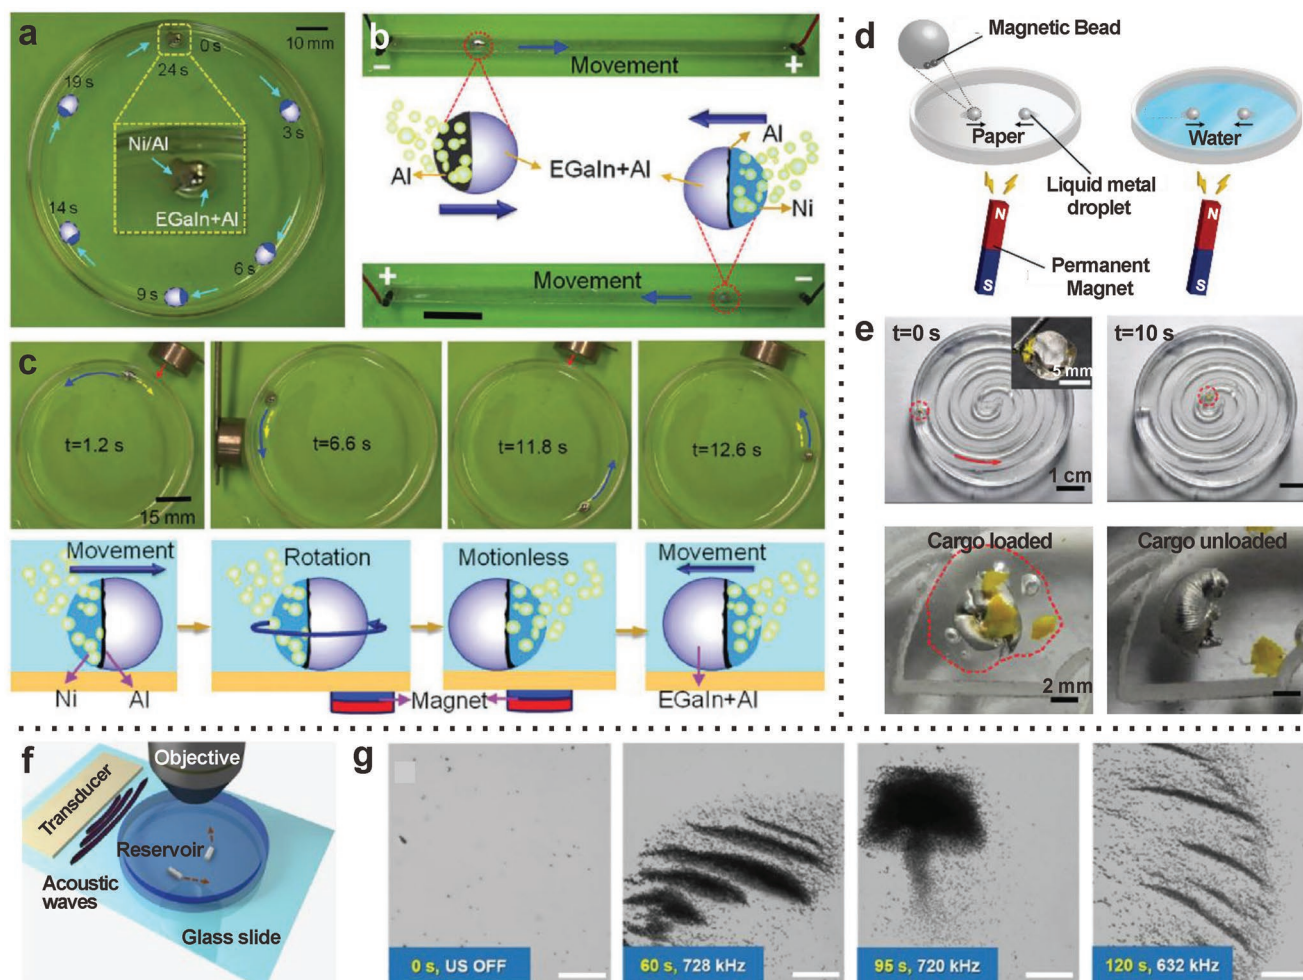 a
0 s
10 mm
24 s
19 s
3 s
Ni/Al
EGaIn+Al
14 s
6 s
9 s
b
−
+
Movement
Al
EGaIn+Al
Al
Ni
+
Movement
−
c
t=1.2 s
15 mm
t=6.6 s
t=11.8 s
t=12.6 s
Movement
Rotation
Motionless
Movement
Ni
Al
Magnet
EGaIn+Al
d
Magnetic Bead
Paper
Water
Liquid metal
droplet
N
N
Permanent
Magnet
S
S
e
t=0 s
5 mm
1 cm
t=10 s
Cargo loaded
2 mm
Cargo unloaded
f
Objective
Transducer
Reservoir
Acoustic
waves
Glass slide
g
0 s, US OFF
60 s, 728 kHz
95 s, 720 kHz
120 s, 632 kHz